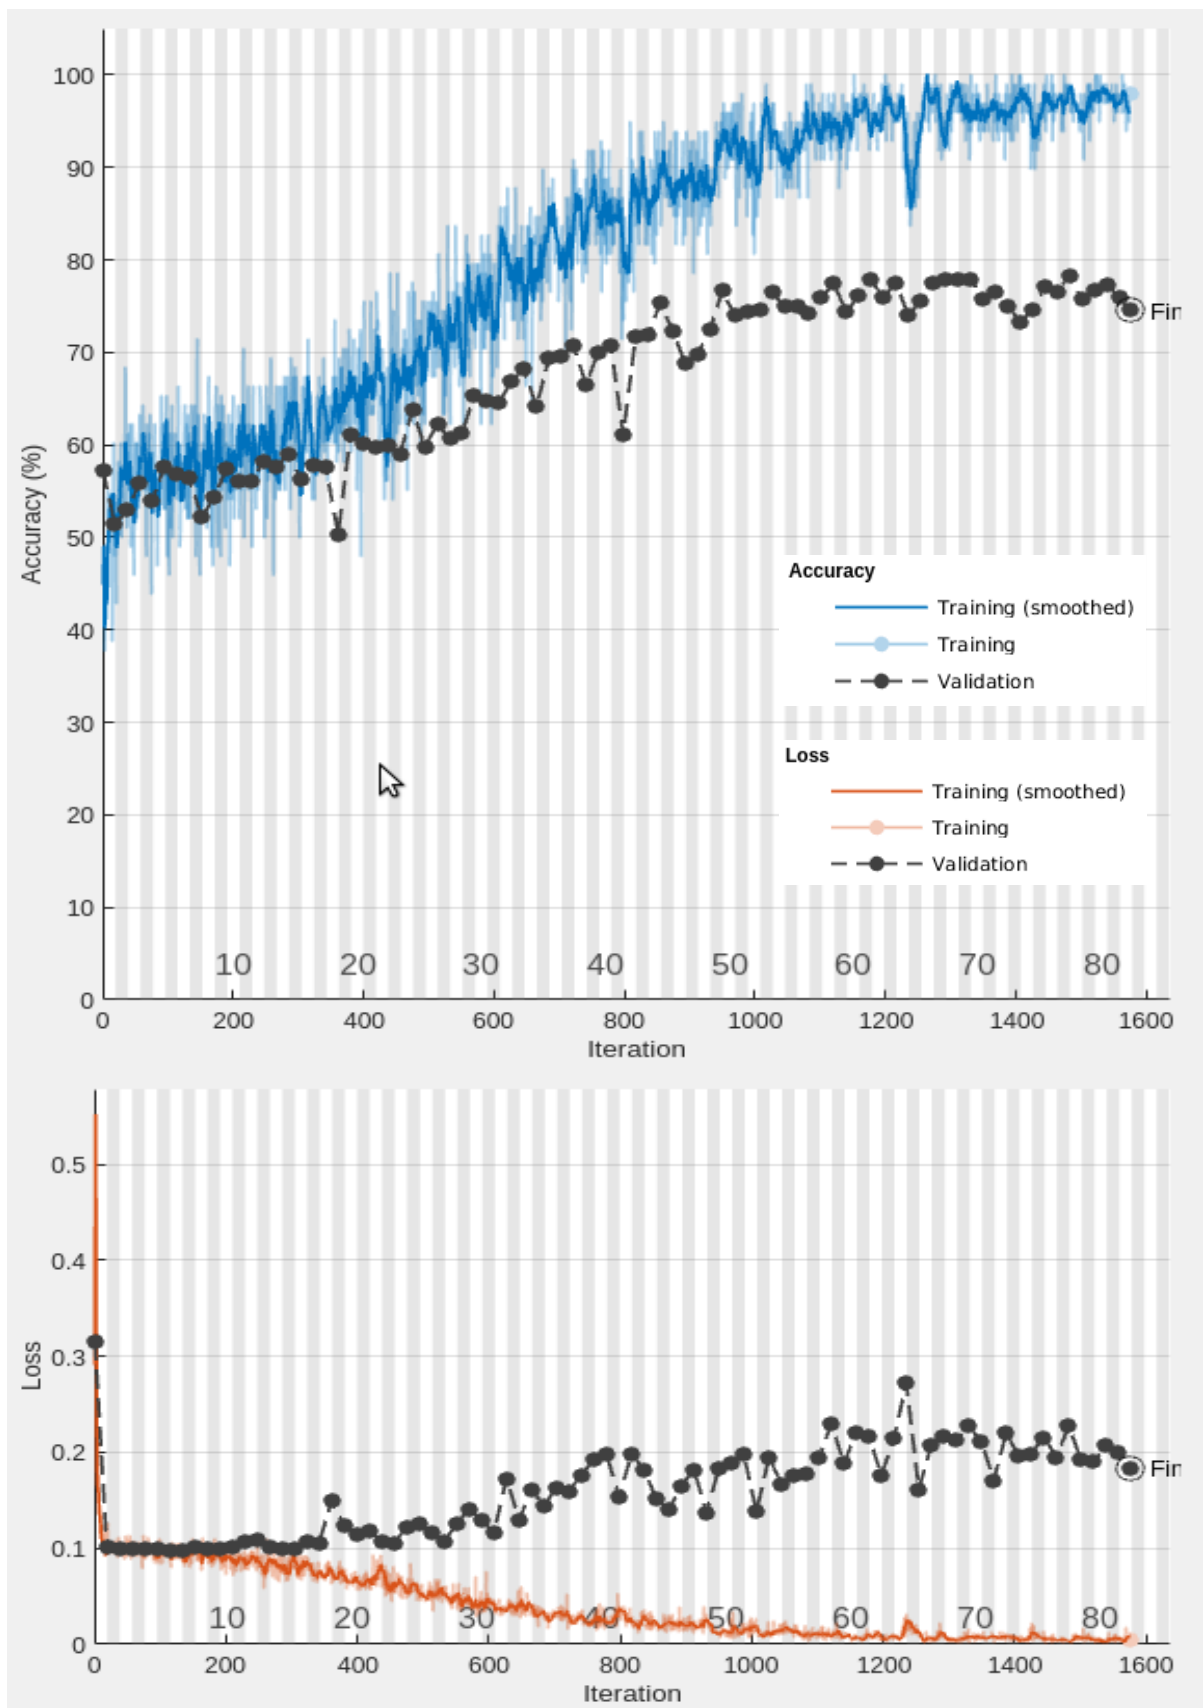 100
90
80
70
60
50
40
30
20
10
0
Accuracy (%)
Fin
Accuracy
Training (smoothed)
Training
Validation
Loss
Training (smoothed)
Training
Validation
10 20 30 40 50 60 70 80
0 200 400 600 800 1000 1200 1400 1600
Iteration
0.5
0.4
0.3
0.2
0.1
0
Loss
Fin
10 20 30 40 50 60 70 80
0 200 400 600 800 1000 1200 1400 1600
Iteration